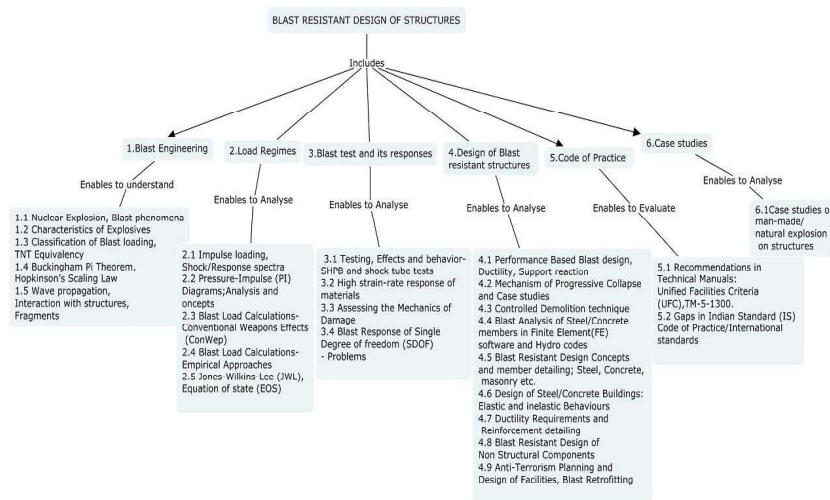 BLAST RESISTANT DESIGN OF STRUCTURES
Includes
1.Blast Engineering
2.Load Regimes
3.Blast test and its responses
4.Design of Blast
resistant structures
5.Code of Practice
6.Case studies
Enables to understand
Enables to Analyse
Enables to Analyse
Enables to Analyse
Enables to Evaluate
Enables to Analyse
1.1 Nuclear Explosion, Blast phenomena
1.2 Characteristics of Explosives
1.3 Classification of Blast loading,
TNT Equivalency
1.4 Buckingham Pi Theorem.
Hopkinson's Scaling Law
1.5 Wave propagation,
Interaction with structures,
Fragments
2.1 Impulse loading,
Shock/Response spectra
2.2 Pressure-Impulse (PI)
Diagrams;Analysis and
oncepts
2.3 Blast Load Calculations-
Conventional Weapons Effects
(ConWep)
2.4 Blast Load Calculations-
Empirical Approaches
2.5 Jones-Wilkins-Lee (JWL),
Equation of state (EOS)
3.1 Testing, Effects and behavior-
SHPB and shock tube tests
3.2 High strain-rate response of
materials
3.3 Assessing the Mechanics of
Damage
3.4 Blast Response of Single
Degree of freedom (SDOF)
- Problems
4.1 Performance Based Blast design,
Ductility, Support reaction
4.2 Mechanism of Progressive Collapse
and Case studies
4.3 Controlled Demolition technique
4.4 Blast Analysis of Steel/Concrete
members in Finite Element(FE)
software and Hydro codes
4.5 Blast Resistant Design Concepts
and member detailing; Steel, Concrete,
masonry etc.
4.6 Design of Steel/Concrete Buildings:
Elastic and inelastic Behaviours
4.7 Ductility Requirements and
Reinforcement detailing
4.8 Blast Resistant Design of
Non Structural Components
4.9 Anti-Terrorism Planning and
Design of Facilities, Blast Retrofitting
5.1 Recommendations in
Technical Manuals:
Unified Facilities Criteria
(UFC),TM-5-1300.
5.2 Gaps in Indian Standard (IS)
Code of Practice/International
standards
6.1Case studies o
man-made/
natural explosion
on structures